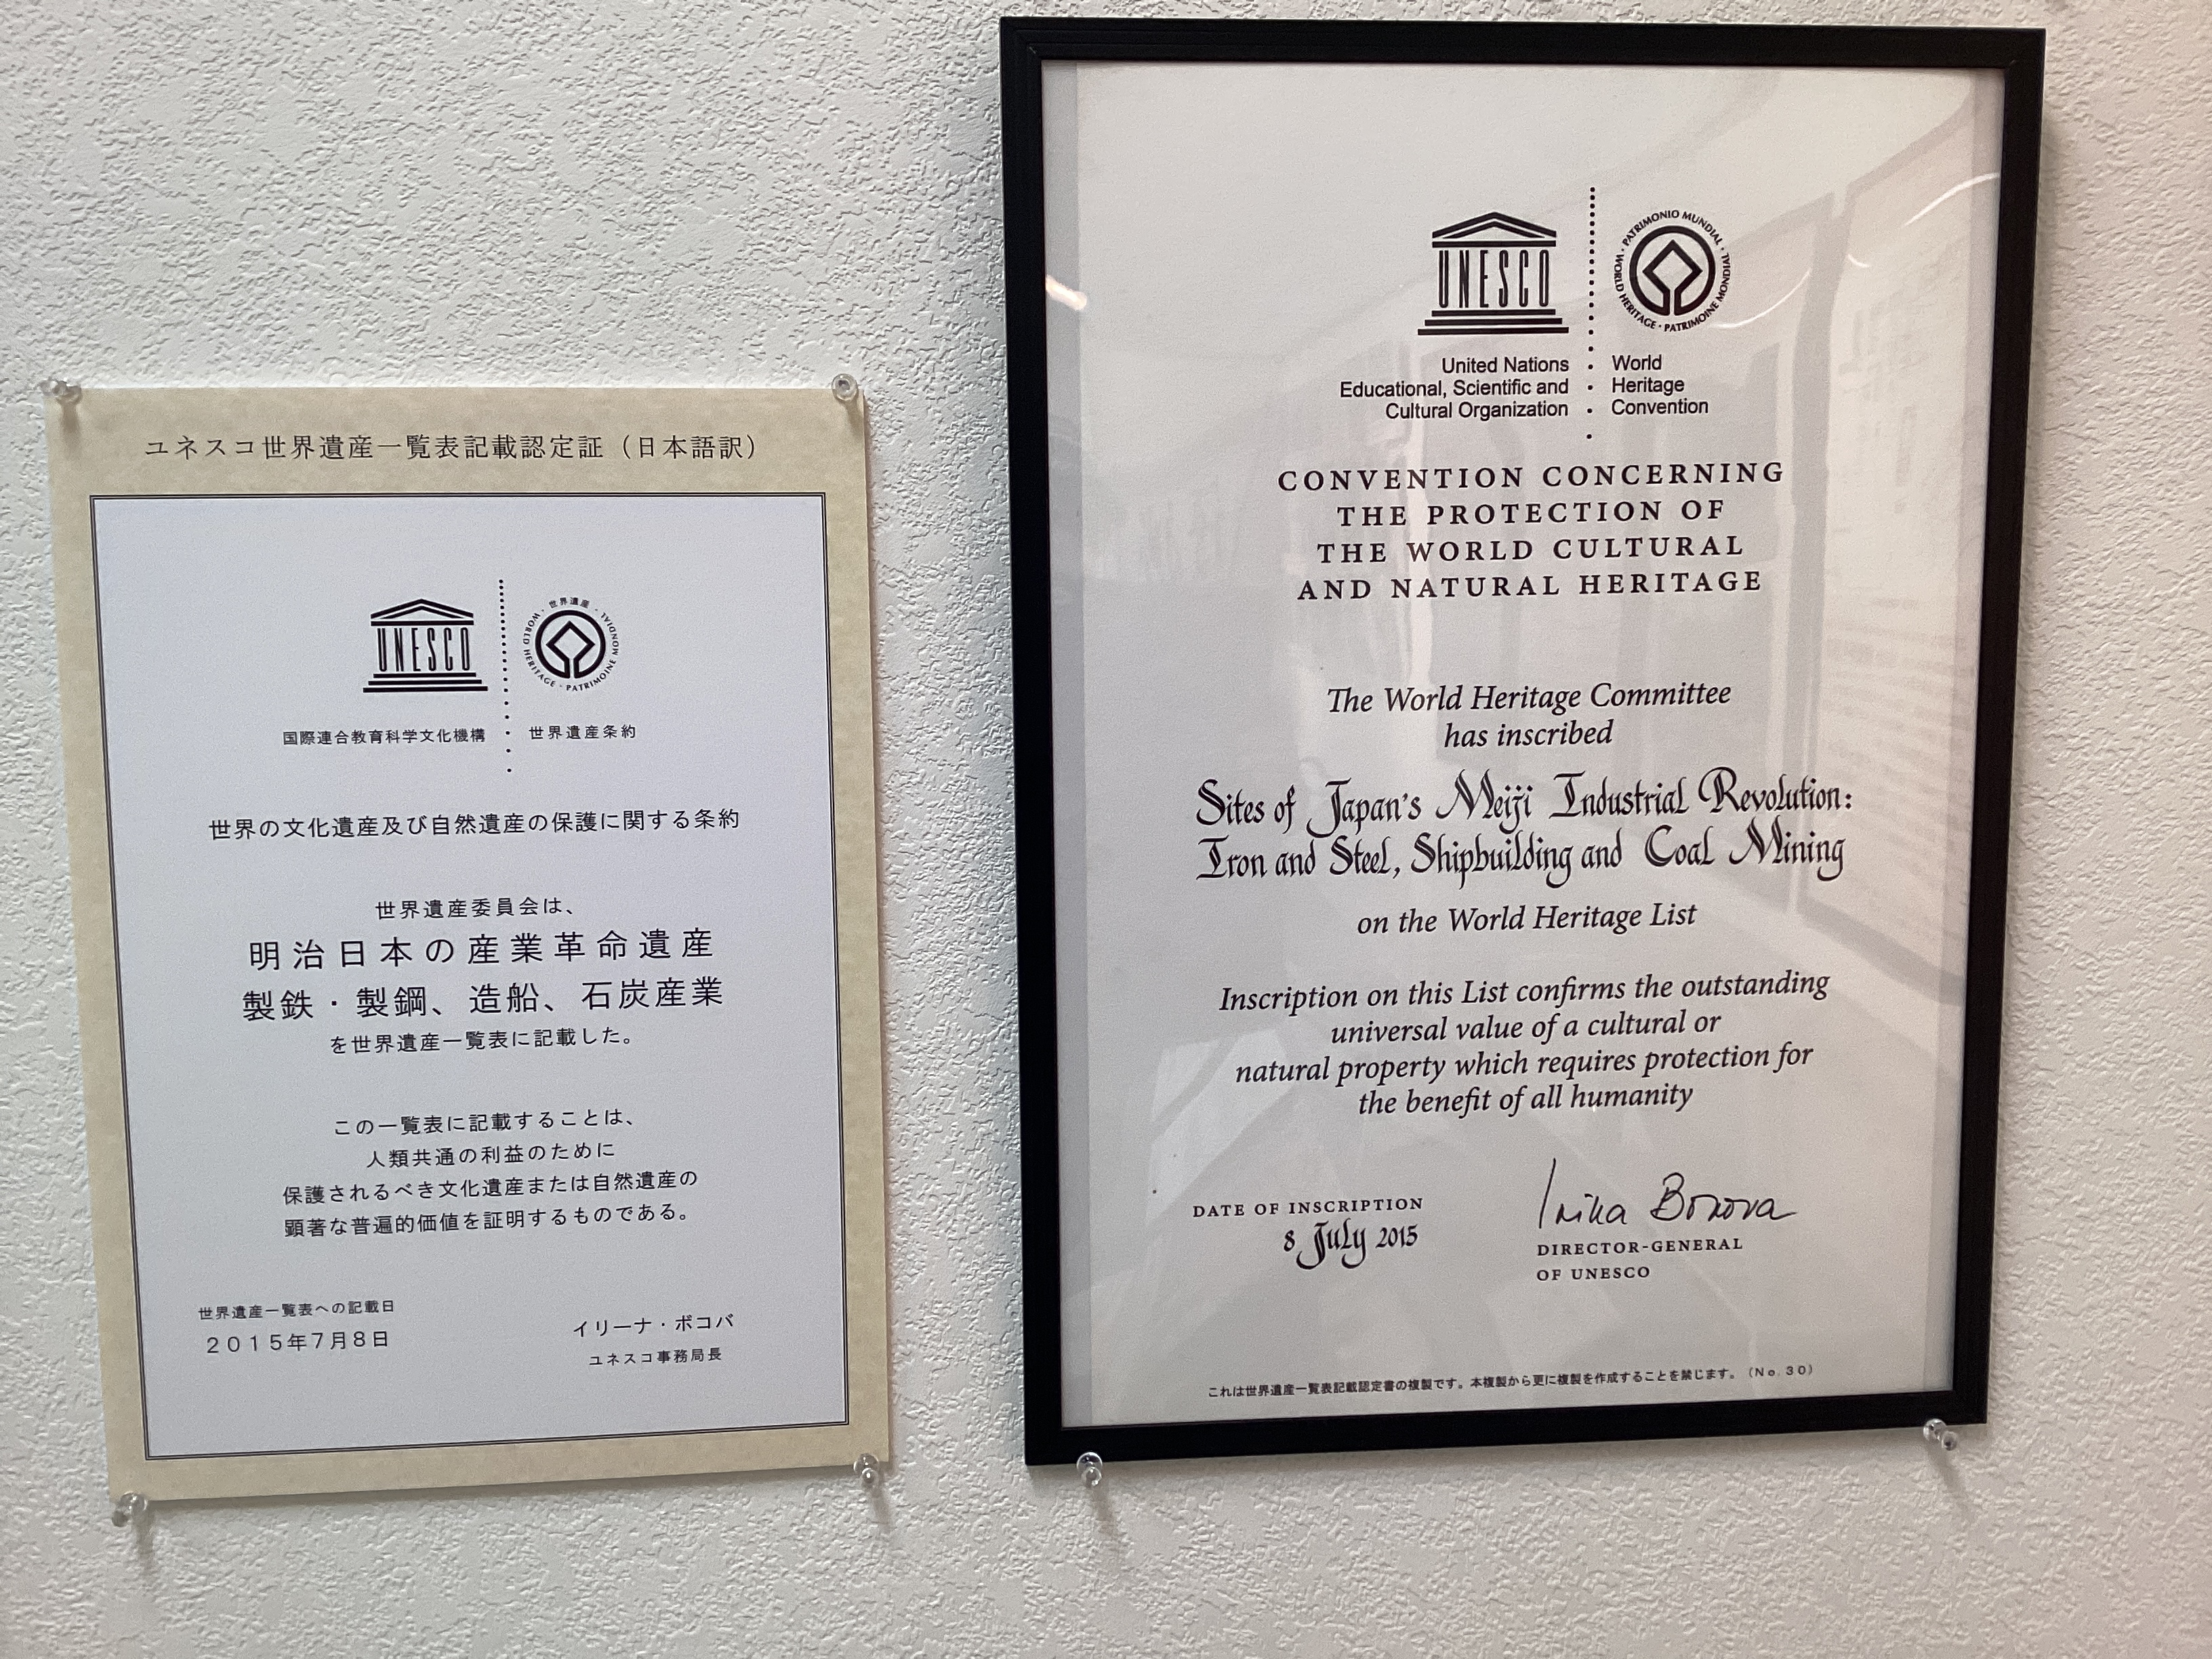 ユネスコ世界遺産一覧表記載認定証（日本語訳）
UNESCO
・世界遺産・WORLD HERITAGE・PATRIMOINE MONDIAL
国際連合教育科学文化機構
世界遺産条約
世界の文化遺産及び自然遺産の保護に関する条約
世界遺産委員会は、
明治日本の産業革命遺産
製鉄・製鋼、造船、石炭産業
を世界遺産一覧表に記載した。
この一覧表に記載することは、
人類共通の利益のために
保護されるべき文化遺産または自然遺産の
顕著な普遍的価値を証明するものである。
世界遺産一覧表への記載日
２０１５年７月８日
イリーナ・ボコバ
ユネスコ事務局長
UNESCO
・PATRIMONIO MUNDIAL・WORLD HERITAGE・PATRIMOINE MONDIAL
United Nations
Educational, Scientific and
Cultural Organization
World
Heritage
Convention
CONVENTION CONCERNING
THE PROTECTION OF
THE WORLD CULTURAL
AND NATURAL HERITAGE
The World Heritage Committee
has inscribed
Sites of Japan's Meiji Industrial Revolution:
Iron and Steel, Shipbuilding and Coal Mining
on the World Heritage List
Inscription on this List confirms the outstanding
universal value of a cultural or
natural property which requires protection for
the benefit of all humanity
DATE OF INSCRIPTION
8 July 2015
Irina Bokova
DIRECTOR-GENERAL
OF UNESCO
これは世界遺産一覧表記載認定書の複製です。本複製から更に複製を作成することを禁じます。（Ｎｏ.３０）